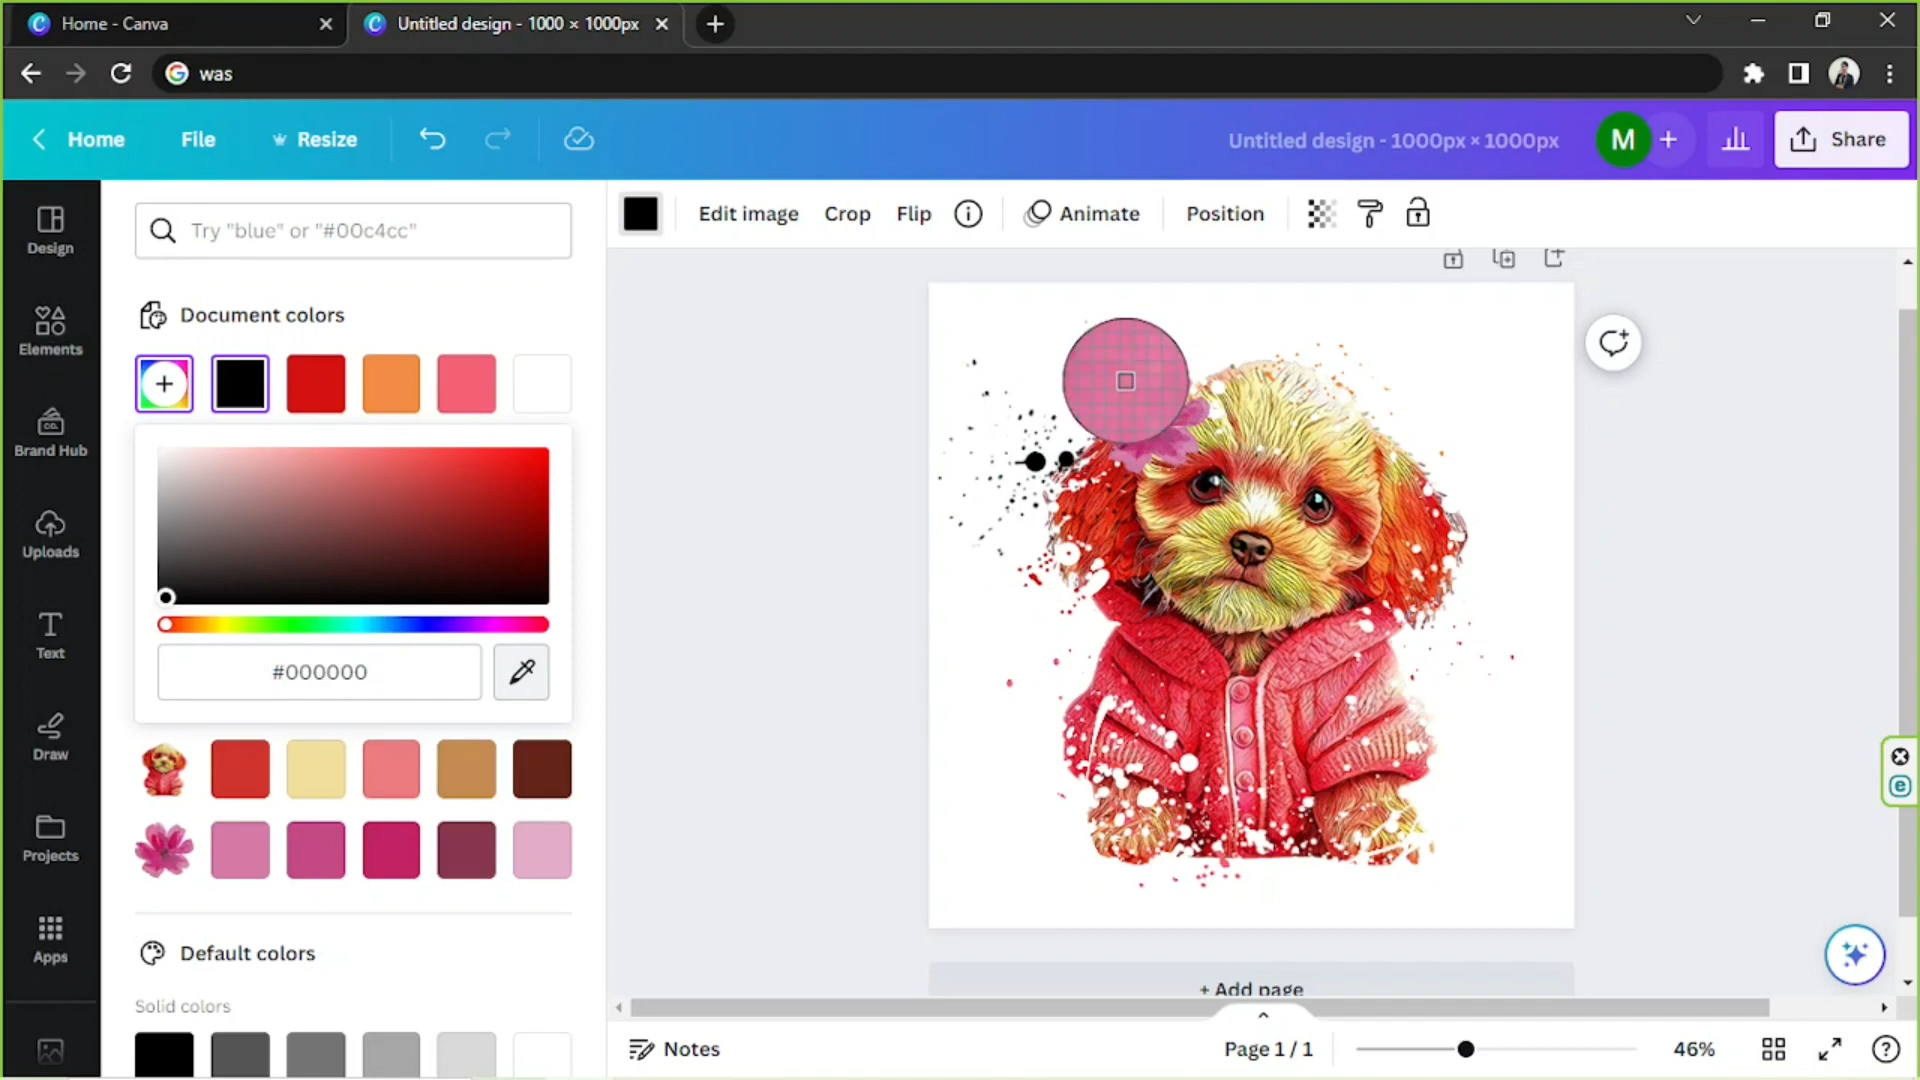 Home - Canva
Untitled design - 1000 × 1000px
was
Home
File
Resize
Untitled design - 1000px × 1000px
M
Share
Design
Elements
CO.
Brand Hub
Uploads
Text
Draw
Projects
Apps
Try "blue" or "#00c4cc"
Document colors
#000000
Default colors
Solid colors
Edit image
Crop
Flip
Animate
Position
+ Add page
Notes
Page 1 / 1
46%